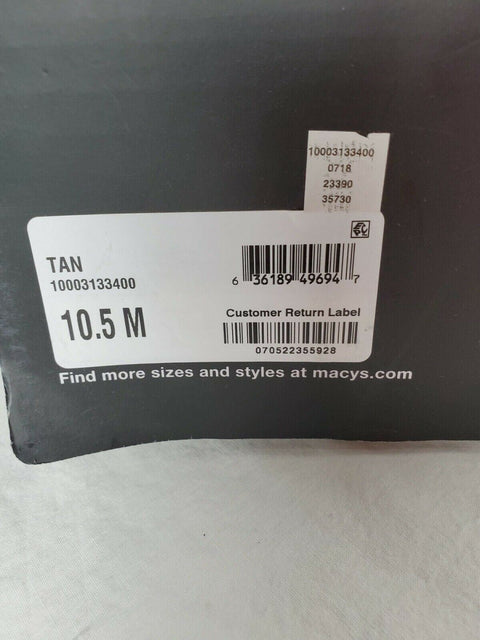 10003133400
0718
23390
35730
TAN
10003133400
10.5 M
6 36189 49694 7
Customer Return Label
070522355928
Find more sizes and styles at macys.com